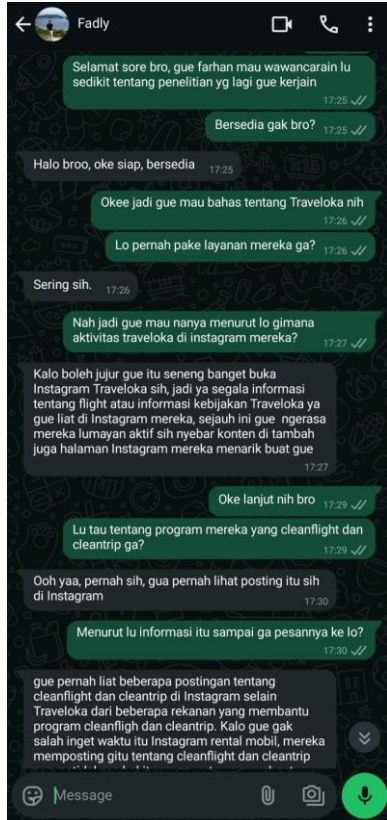 Fadly
Selamat sore bro, gue farhan mau wawancarain lu
sedikit tentang penelitian yg lagi gue kerjain
17:25
Bersedia gak bro? 17:25
Halo broo, oke siap, bersedia 17:25
Okee jadi gue mau bahas tentang Traveloka nih
17:26
Lo pernah pake layanan mereka ga? 17:26
Sering sih. 17:26
Nah jadi gue mau nanya menurut lo gimana
aktivitas traveloka di instagram mereka?
17:27
Kalo boleh jujur gue itu seneng banget buka
Instagram Traveloka sih, jadi ya segala informasi
tentang flight atau informasi kebijakan Traveloka ya
gue liat di Instagram mereka, sejauh ini gue ngerasa
mereka lumayan aktif sih nyebar konten di tambah
juga halaman Instagram mereka menarik buat gue
17:27
Oke lanjut nih bro 17:29
Lu tau tentang program mereka yang cleanflight dan
cleantrip ga?
17:29
Ooh yaa, pernah sih, gua pernah lihat posting itu sih
di Instagram
17:30
Menurut lu informasi itu sampai ga pesannya ke lo?
17:30
gue pernah liat beberapa postingan tentang
cleanflight dan cleantrip di Instagram selain
Traveloka dari beberapa rekanan yang membantu
program cleanfligh dan cleantrip. Kalo gue gak
salah inget waktu itu Instagram rental mobil, mereka
memposting gitu tentang cleanflight dan cleantrip
Message